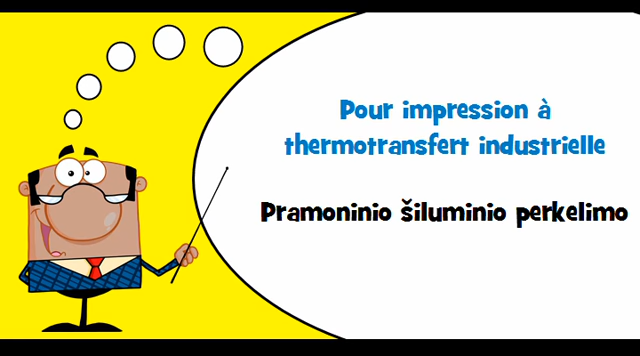 Pour impression à
thermotransfert industrielle
Pramoninio šiluminio perkelimo